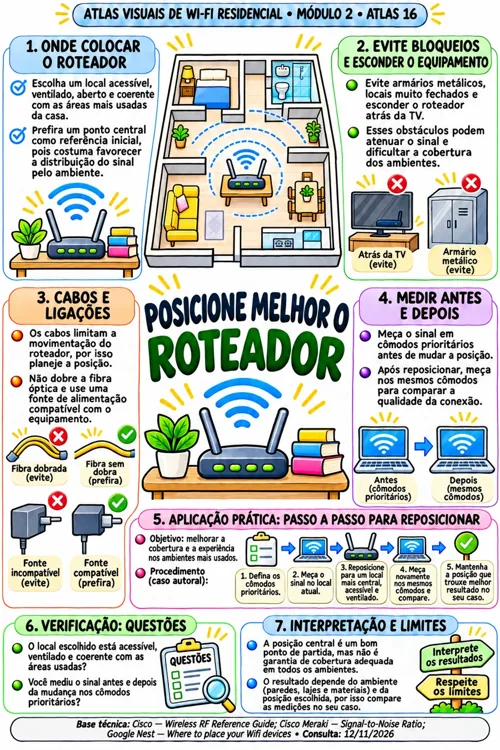 ATLAS VISUAIS DE WI-FI RESIDENCIAL • MÓDULO 2 • ATLAS 16
1. ONDE COLOCAR
O ROTEADOR
Escolha um local acessível,
ventilado, aberto e coerente
com as áreas mais usadas
da casa.
Prefira um ponto central
como referência inicial,
pois costuma favorecer
a distribuição do sinal
pelo ambiente.
2. EVITE BLOQUEIOS
E ESCONDER O EQUIPAMENTO
Evite armários metálicos,
locais muito fechados e
esconder o roteador
atrás da TV.
Esses obstáculos podem
atenuar o sinal e
dificultar a cobertura
dos ambientes.
Atrás da TV
(evite)
Armário
metálico
(evite)
3. CABOS E
LIGAÇÕES
Os cabos limitam a
movimentação do
roteador, por isso
planeje a posição.
Não dobre a fibra
óptica e use uma
fonte de alimentação
compatível com o
equipamento.
Fibra dobrada
(evite)
Fibra sem
dobra
(prefira)
Fonte
incompatível
(evite)
Fonte
compatível
(prefira)
POSICIONE MELHOR O
ROTEADOR
4. MEDIR ANTES
E DEPOIS
Meça o sinal em
cômodos prioritários
antes de mudar a posição.
Após reposicionar, meça
nos mesmos cômodos
para comparar a
qualidade da conexão.
Antes
(cômodos
prioritários)
Depois
(mesmos
cômodos)
5. APLICAÇÃO PRÁTICA: PASSO A PASSO PARA REPOSICIONAR
Objetivo: melhorar a
cobertura e a experiência
nos ambientes mais usados.
Procedimento
(caso autoral):
1. Defina os
cômodos
prioritários.
2. Meça o
sinal no local
atual.
3. Reposicione
para um local
mais central,
acessível e
ventilado.
4. Meça
novamente
nos mesmos
cômodos e
compare.
5. Mantenha
a posição que
trouxe melhor
resultado no
seu caso.
6. VERIFICAÇÃO: QUESTÕES
O local escolhido está acessível,
ventilado e coerente com as
áreas usadas?
Você mediu o sinal antes e depois
da mudança nos cômodos
prioritários?
QUESTÕES
7. INTERPRETAÇÃO E LIMITES
A posição central é um bom
ponto de partida, mas não é
garantia de cobertura adequada
em todos os ambientes.
O resultado depende do ambiente
(paredes, lajes e materiais) e da
posição escolhida, por isso compare
as medições no seu caso.
Interprete
os resultados
Respeite
os limites
Base técnica: Cisco — Wireless RF Reference Guide; Cisco Meraki — Signal-to-Noise Ratio;
Google Nest — Where to place your Wifi devices • Consulta: 12/11/2026